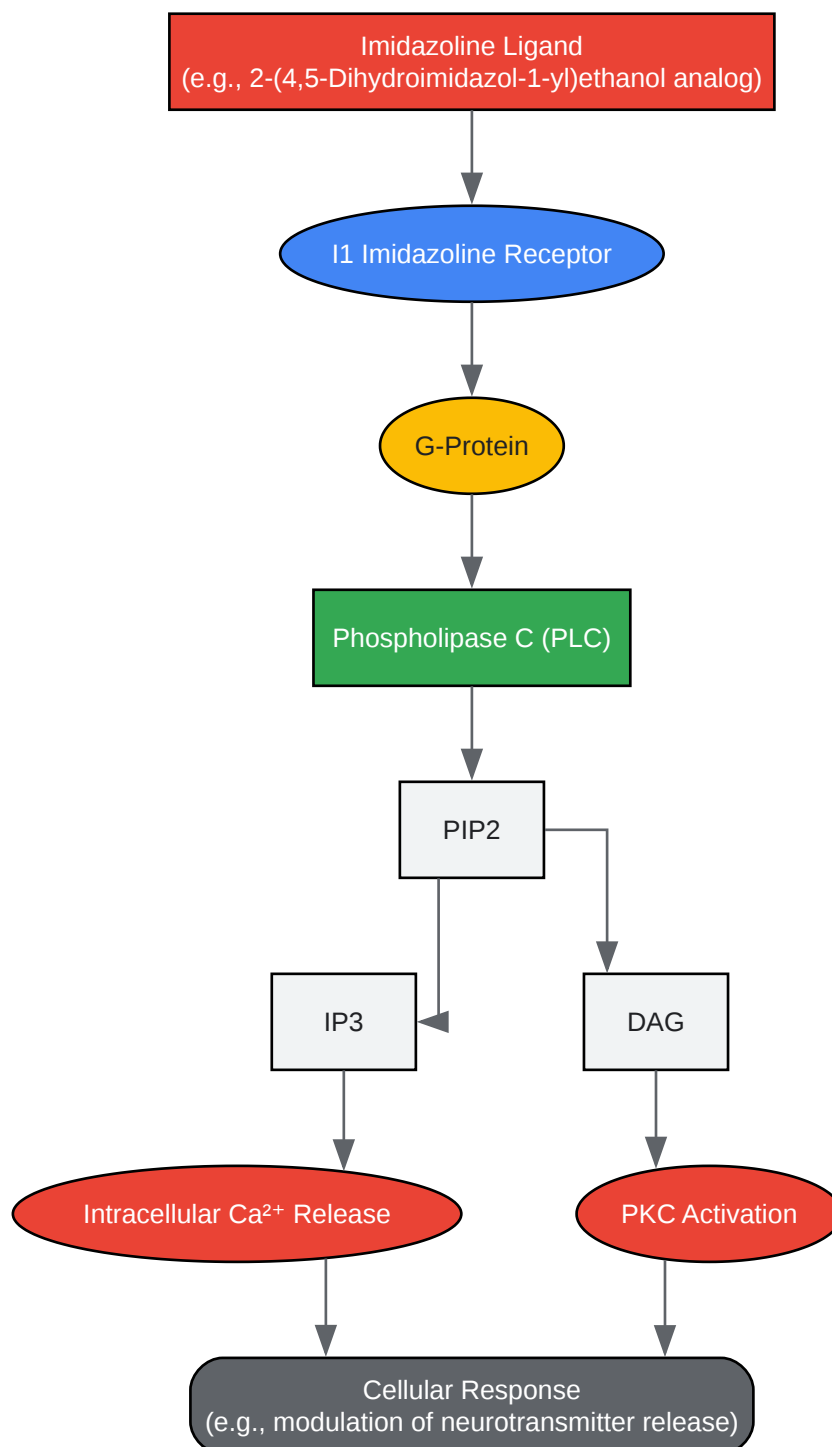 Imidazoline Ligand
(e.g., 2-(4,5-Dihydroimidazol-1-yl)ethanol analog)
I1 Imidazoline Receptor
G-Protein
Phospholipase C (PLC)
PIP2
IP3
DAG
Intracellular Ca²⁺ Release
PKC Activation
Cellular Response
(e.g., modulation of neurotransmitter release)